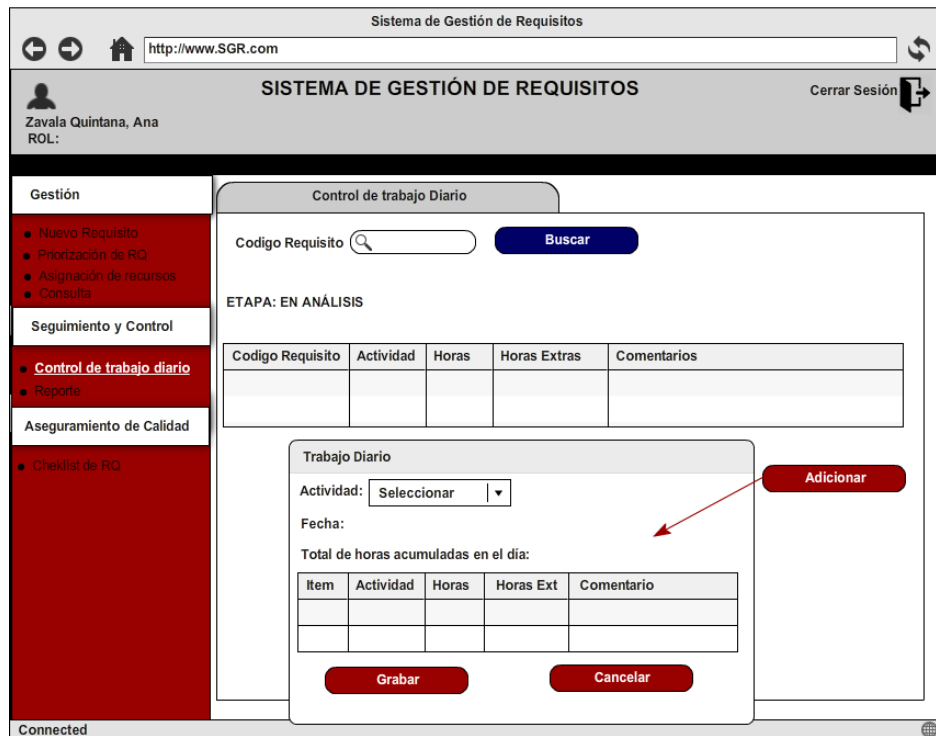 Sistema de Gestión de Requisitos
http://www.SGR.com
SISTEMA DE GESTIÓN DE REQUISITOS
Cerrar Sesión
Zavala Quintana, Ana
ROL:
Gestión
Nuevo Requisito
Priorización de RQ
Asignación de recursos
Consulta
Seguimiento y Control
Control de trabajo diario
Reporte
Aseguramiento de Calidad
Cheklist de RQ
Control de trabajo Diario
Codigo Requisito
Buscar
ETAPA: EN ANÁLISIS
Codigo Requisito Actividad Horas Horas Extras Comentarios
Adicionar
Trabajo Diario
Actividad: Seleccionar
Fecha:
Total de horas acumuladas en el día:
Item Actividad Horas Horas Ext Comentario
Grabar Cancelar
Connected